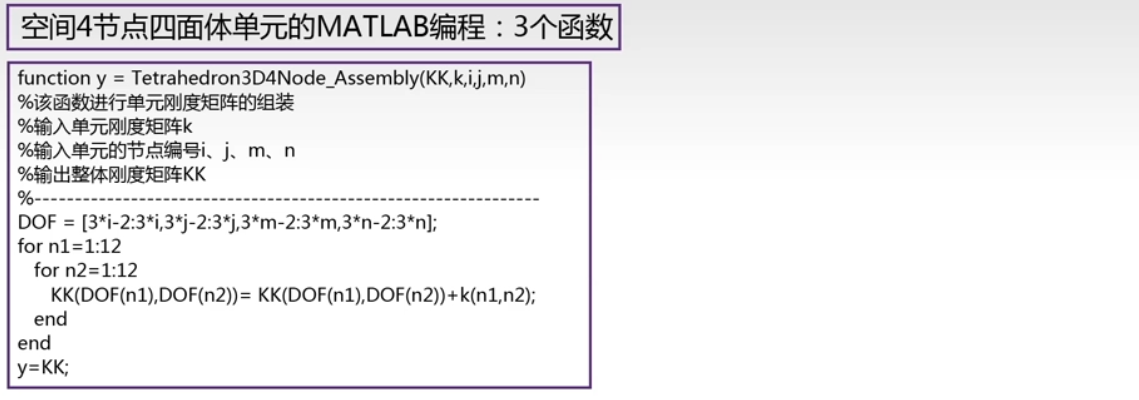 空间4节点四面体单元的MATLAB编程：3个函数
function y = Tetrahedron3D4Node_Assembly(KK,k,i,j,m,n)
%该函数进行单元刚度矩阵的组装
%输入单元刚度矩阵k
%输入单元的节点编号i、j、m、n
%输出整体刚度矩阵KK
%---------------------------------------------------------------
DOF = [3*i-2:3*i,3*j-2:3*j,3*m-2:3*m,3*n-2:3*n];
for n1=1:12
for n2=1:12
KK(DOF(n1),DOF(n2))= KK(DOF(n1),DOF(n2))+k(n1,n2);
end
end
y=KK;